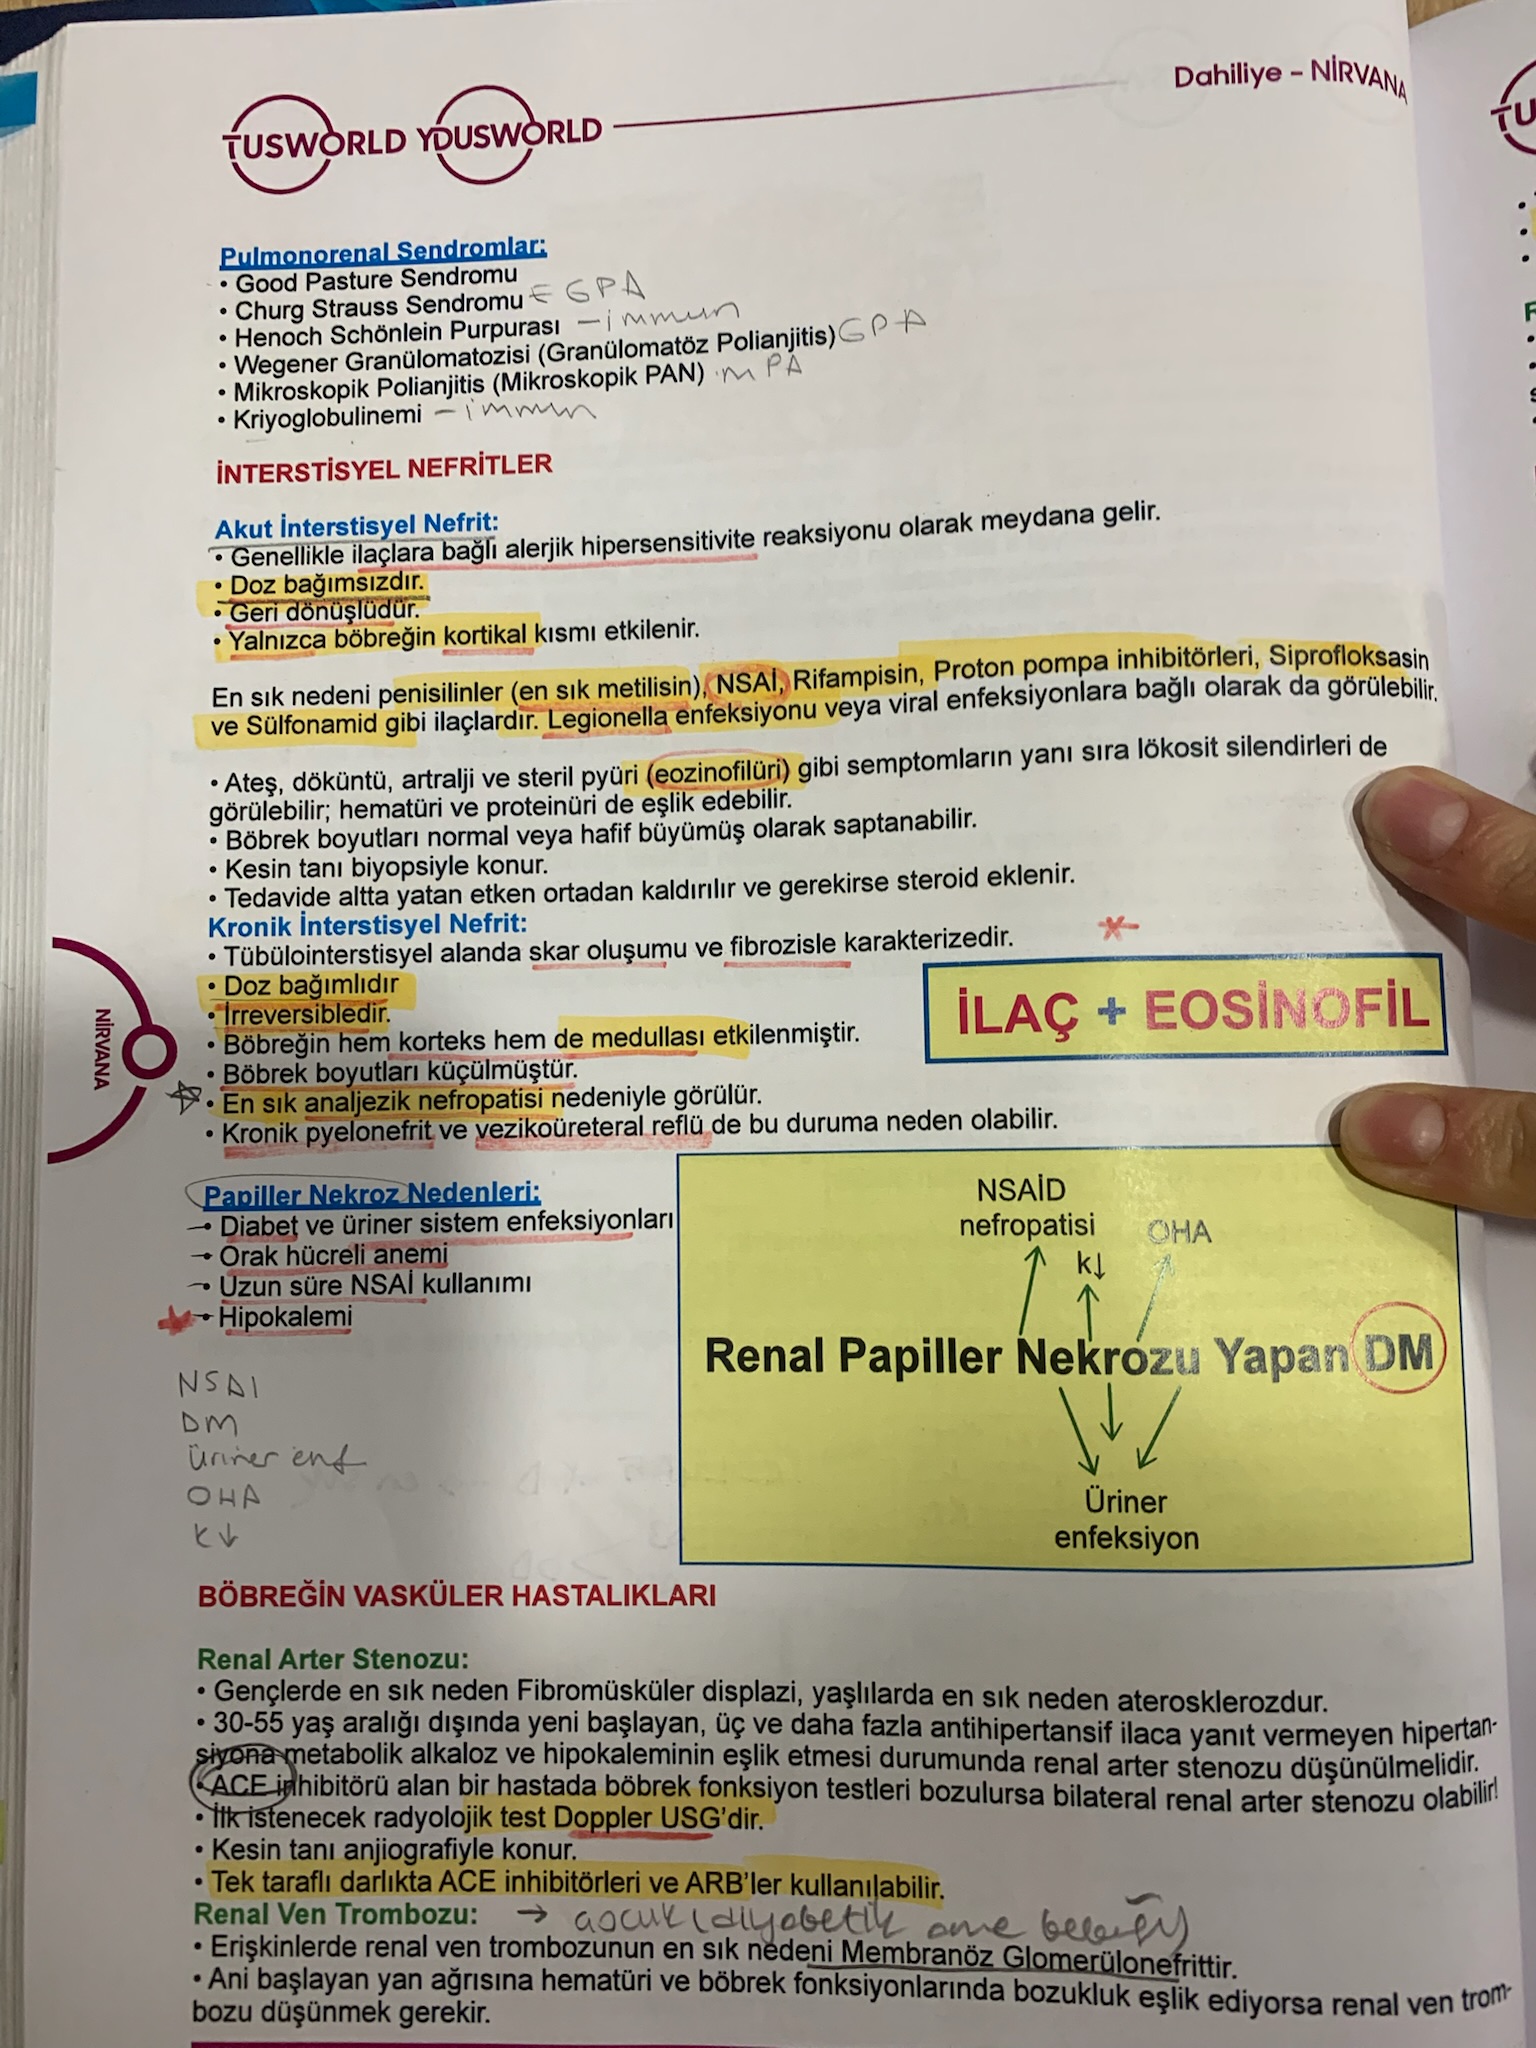 Dahiliye - NİRVANA
TUSWORLD YDUSWORLD
Pulmonorenal Sendromlar:
• Good Pasture Sendromu
• Churg Strauss Sendromu EGPA
• Henoch Schönlein Purpurası - immun
• Wegener Granülomatozisi (Granülomatöz Polianjitis) GPA
• Mikroskopik Polianjitis (Mikroskopik PAN) MPA
• Kriyoglobulinemi - immun
İNTERSTİSYEL NEFRİTLER
Akut İnterstisyel Nefrit:
• Genellikle ilaçlara bağlı alerjik hipersensitivite reaksiyonu olarak meydana gelir.
• Doz bağımsızdır.
• Geri dönüşlüdür.
• Yalnızca böbreğin kortikal kısmı etkilenir.
En sık nedeni penisilinler (en sık metilisin), NSAİ, Rifampisin, Proton pompa inhibitörleri, Siprofloksasin
ve Sülfonamid gibi ilaçlardır. Legionella enfeksiyonu veya viral enfeksiyonlara bağlı olarak da görülebilir.
• Ateş, döküntü, artralji ve steril pyüri (eozinofilüri) gibi semptomların yanı sıra lökosit silendirleri de
görülebilir; hematüri ve proteinüri de eşlik edebilir.
• Böbrek boyutları normal veya hafif büyümüş olarak saptanabilir.
• Kesin tanı biyopsiyle konur.
• Tedavide altta yatan etken ortadan kaldırılır ve gerekirse steroid eklenir.
Kronik İnterstisyel Nefrit:
• Tübülointerstisyel alanda skar oluşumu ve fibrozisle karakterizedir.
• Doz bağımlıdır
• İrreversibledir.
• Böbreğin hem korteks hem de medullası etkilenmiştir.
• Böbrek boyutları küçülmüştür.
• En sık analjezik nefropatisi nedeniyle görülür.
• Kronik pyelonefrit ve vezikoüreteral reflü de bu duruma neden olabilir.
İLAÇ + EOSİNOFİL
NİRVANA
Papiller Nekroz Nedenleri:
• Diabet ve üriner sistem enfeksiyonları
• Orak hücreli anemi
• Uzun süre NSAİ kullanımı
• Hipokalemi
NSAI
DM
üriner enf
OHA
K↓
NSAİD
nefropatisi
OHA
k↓
Renal Papiller Nekrozu Yapan DM
Üriner
enfeksiyon
BÖBREĞİN VASKÜLER HASTALIKLARI
Renal Arter Stenozu:
• Gençlerde en sık neden Fibromüsküler displazi, yaşlılarda en sık neden aterosklerozdur.
• 30-55 yaş aralığı dışında yeni başlayan, üç ve daha fazla antihipertansif ilaca yanıt vermeyen hipertan-
siyona metabolik alkaloz ve hipokaleminin eşlik etmesi durumunda renal arter stenozu düşünülmelidir.
• ACE inhibitörü alan bir hastada böbrek fonksiyon testleri bozulursa bilateral renal arter stenozu olabilir!
• İlk istenecek radyolojik test Doppler USG'dir.
• Kesin tanı anjiografiyle konur.
• Tek taraflı darlıkta ACE inhibitörleri ve ARB'ler kullanılabilir.
Renal Ven Trombozu: → çocuk (diyabetik anne bebeği)
• Erişkinlerde renal ven trombozunun en sık nedeni Membranöz Glomerülonefrittir.
• Ani başlayan yan ağrısına hematüri ve böbrek fonksiyonlarında bozukluk eşlik ediyorsa renal ven trom-
bozu düşünmek gerekir.